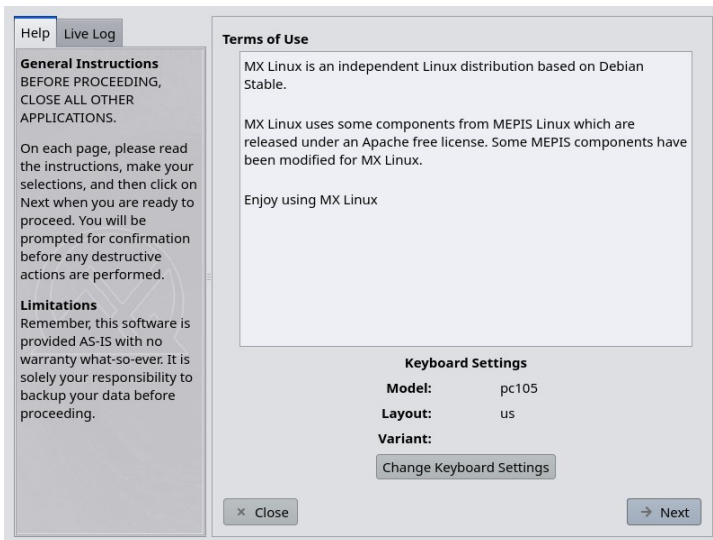 Help
Live Log
General Instructions
BEFORE PROCEEDING,
CLOSE ALL OTHER
APPLICATIONS.
On each page, please read
the instructions, make your
selections, and then click on
Next when you are ready to
proceed. You will be
prompted for confirmation
before any destructive
actions are performed.
Limitations
Remember, this software is
provided AS-IS with no
warranty what-so-ever. It is
solely your responsibility to
backup your data before
proceeding.
Terms of Use
MX Linux is an independent Linux distribution based on Debian
Stable.
MX Linux uses some components from MEPIS Linux which are
released under an Apache free license. Some MEPIS components have
been modified for MX Linux.
Enjoy using MX Linux
Keyboard Settings
Model: pc105
Layout: us
Variant:
Change Keyboard Settings
Close
Next